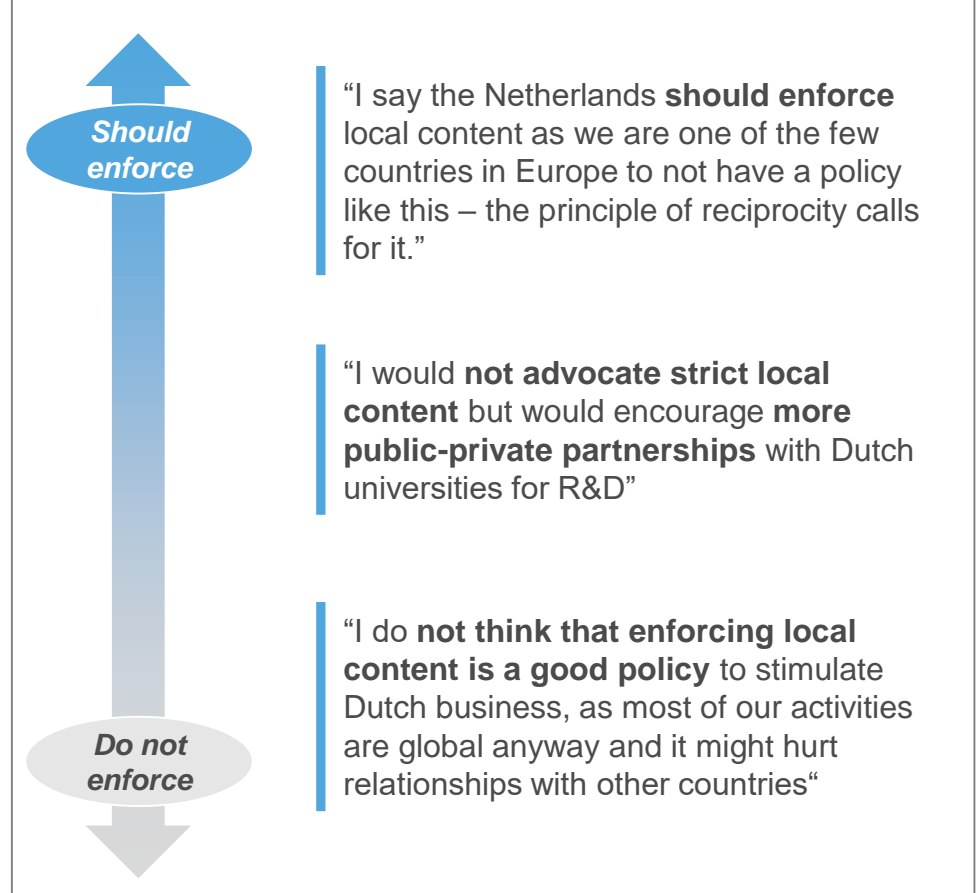 Should
enforce
“I say the Netherlands should enforce
local content as we are one of the few
countries in Europe to not have a policy
like this – the principle of reciprocity calls
for it.”
“I would not advocate strict local
content but would encourage more
public-private partnerships with Dutch
universities for R&D”
“I do not think that enforcing local
content is a good policy to stimulate
Dutch business, as most of our activities
are global anyway and it might hurt
relationships with other countries“
Do not
enforce